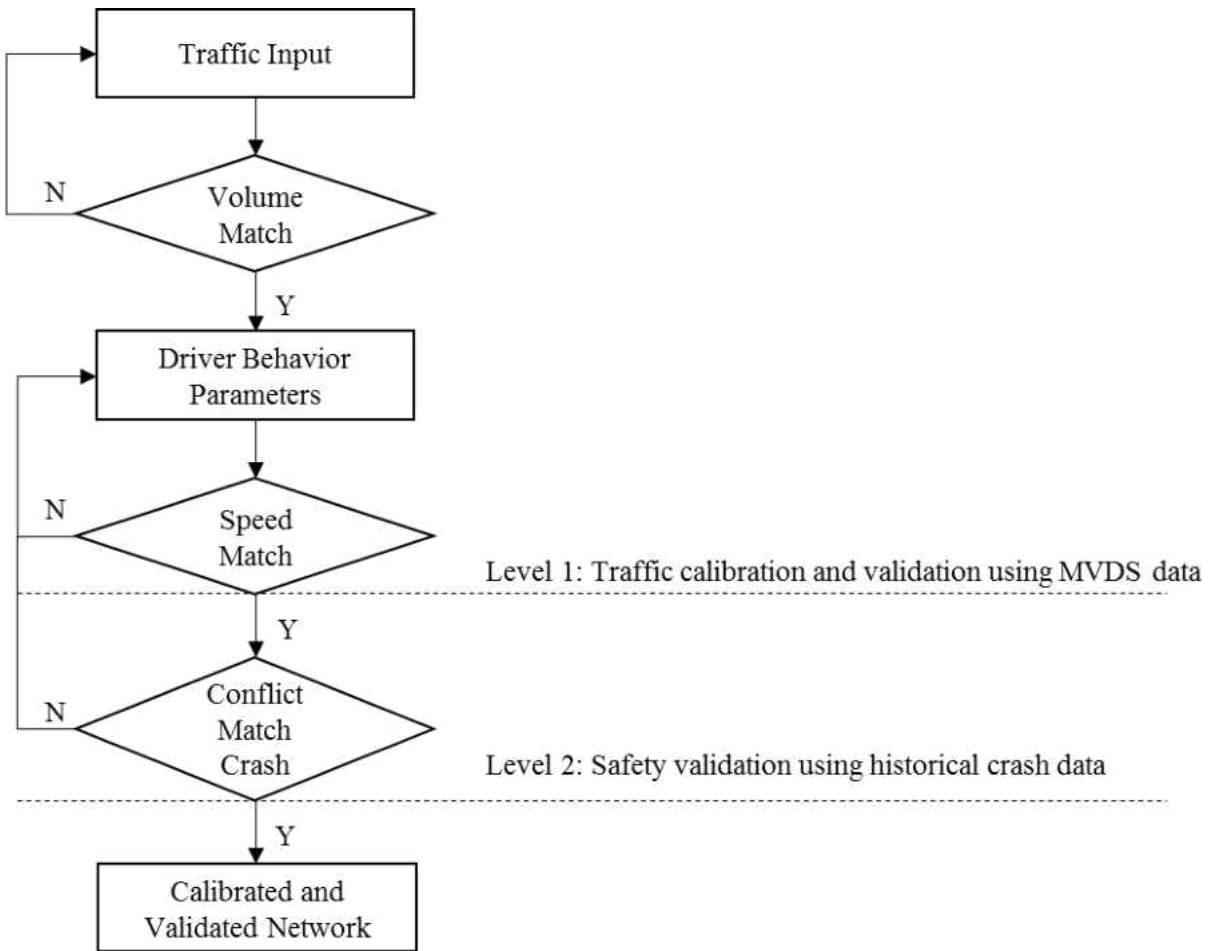 Traffic Input
N
Volume
Match
Y
Driver Behavior
Parameters
N
Speed
Match
Level 1: Traffic calibration and validation using MVDS data
Y
N
Conflict
Match
Crash
Level 2: Safety validation using historical crash data
Y
Calibrated and
Validated Network